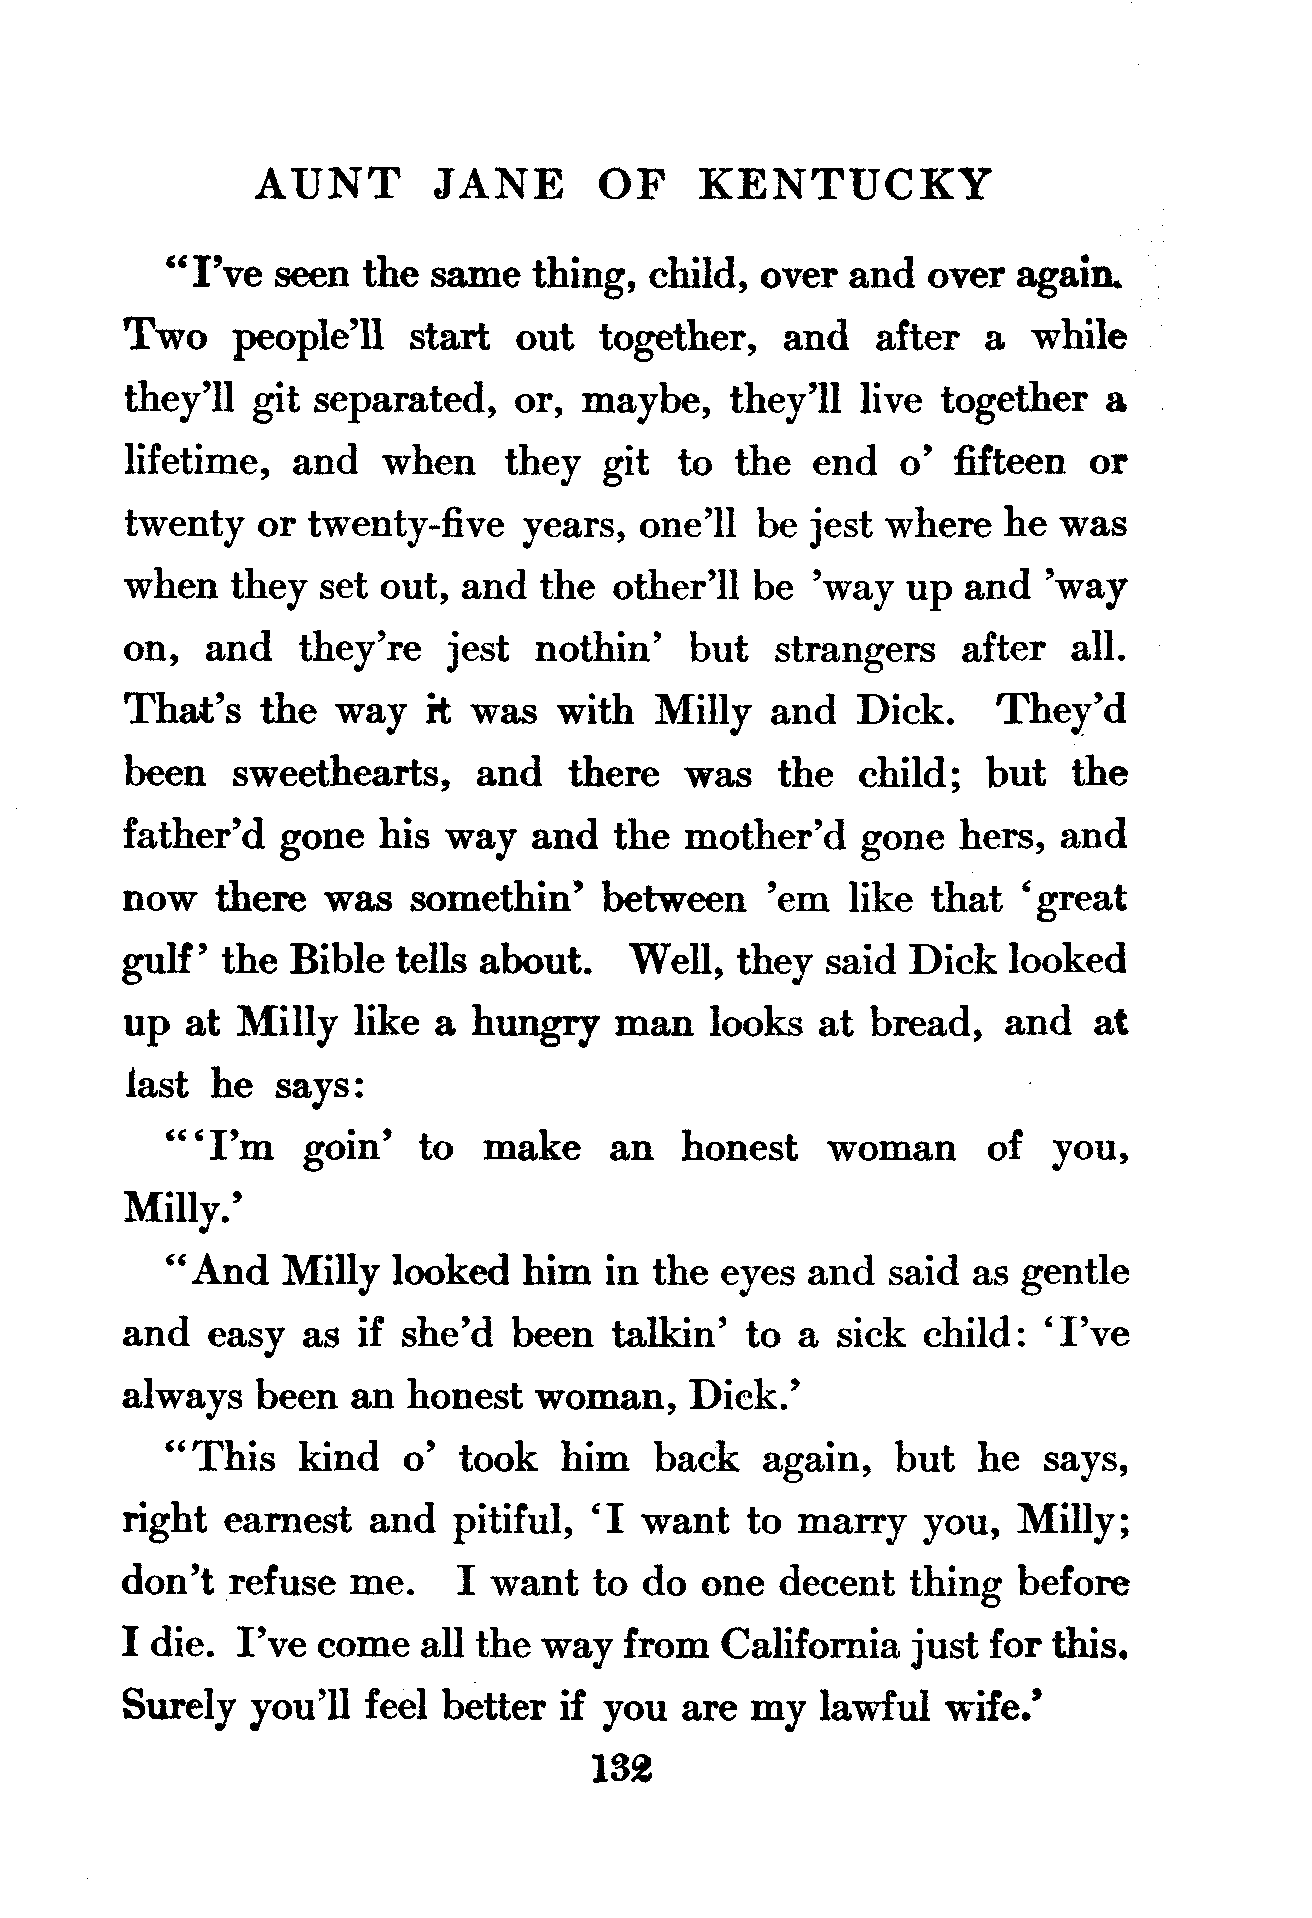 AUNT JANE OF KENTUCKY
“I’ve seen the same thing, child, over and over again.
Two people’ll start out together, and after a while
they’ll git separated, or, maybe, they’ll live together a
lifetime, and when they git to the end o’ fifteen or
twenty or twenty-five years, one’ll be jest where he was
when they set out, and the other’ll be ’way up and ’way
on, and they’re jest nothin’ but strangers after all.
That’s the way it was with Milly and Dick. They’d
been sweethearts, and there was the child; but the
father’d gone his way and the mother’d gone hers, and
now there was somethin’ between ’em like that ‘great
gulf’ the Bible tells about. Well, they said Dick looked
up at Milly like a hungry man looks at bread, and at
last he says:
“‘I’m goin’ to make an honest woman of you,
Milly.’
“And Milly looked him in the eyes and said as gentle
and easy as if she’d been talkin’ to a sick child: ‘I’ve
always been an honest woman, Dick.’
“This kind o’ took him back again, but he says,
right earnest and pitiful, ‘I want to marry you, Milly;
don’t refuse me. I want to do one decent thing before
I die. I’ve come all the way from California just for this.
Surely you’ll feel better if you are my lawful wife.’
132